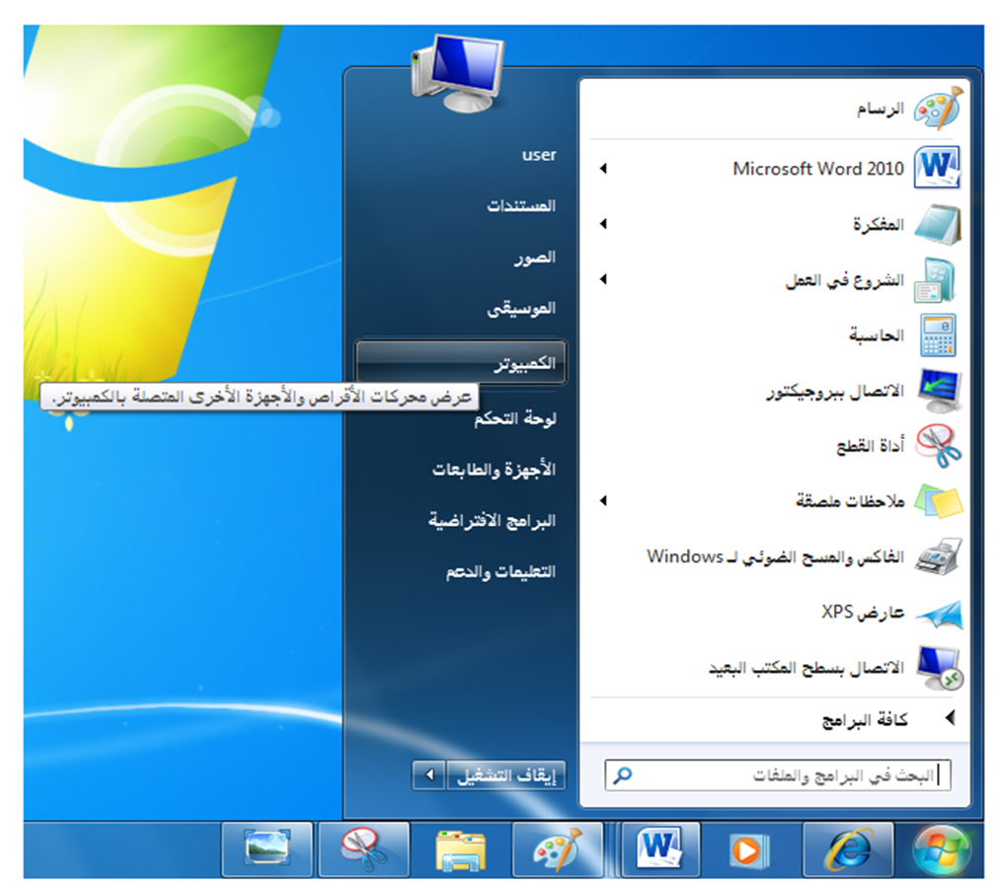 الرسام
Microsoft Word 2010
المفكرة
الشروع في العمل
الحاسبة
الاتصال ببروجيكتور
أداة القطع
ملاحظات ملصقة
الفاكس والمسح الضوئي لـ Windows
عارض XPS
الاتصال بسطح المكتب البعيد
كافة البرامج
البحث في البرامج والملفات
user
المستندات
الصور
الموسيقى
الكمبيوتر
عرض محركات الأقراص والأجهزة الأخرى المتصلة بالكمبيوتر.
لوحة التحكم
الأجهزة والطابعات
البرامج الافتراضية
التعليمات والدعم
إيقاف التشغيل